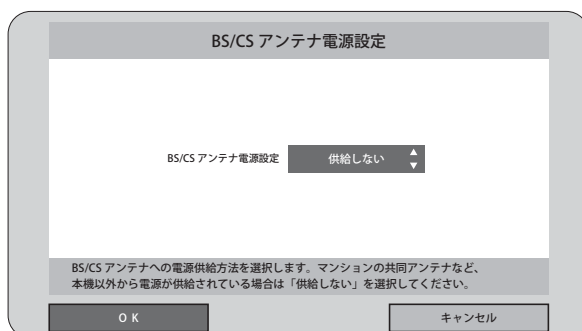 BS/CS アンテナ電源設定
BS/CS アンテナ電源設定 供給しない
BS/CS アンテナへの電源供給方法を選択します。マンションの共同アンテナなど、
本機以外から電源が供給されている場合は「供給しない」を選択してください。
O K キャンセル